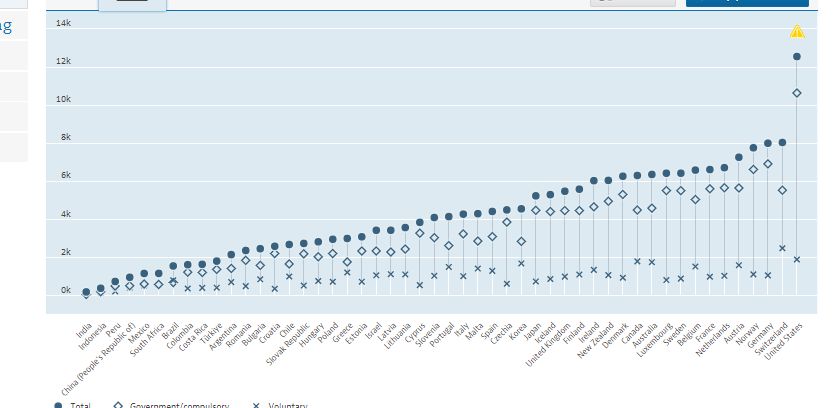 ng
14k
12k
10k
8k
6k
4k
2k
0k
India
Indonesia
Peru
China (People's Republic of)
Mexico
South Africa
Brazil
Colombia
Costa Rica
Türkiye
Argentina
Romania
Bulgaria
Croatia
Chile
Slovak Republic
Hungary
Poland
Greece
Estonia
Israel
Latvia
Lithuania
Cyprus
Slovenia
Portugal
Italy
Malta
Spain
Czechia
Korea
Japan
Iceland
United Kingdom
Finland
Ireland
New Zealand
Denmark
Canada
Australia
Luxembourg
Sweden
Belgium
France
Netherlands
Austria
Norway
Germany
Switzerland
United States
Total
Government/compulsory
Voluntary